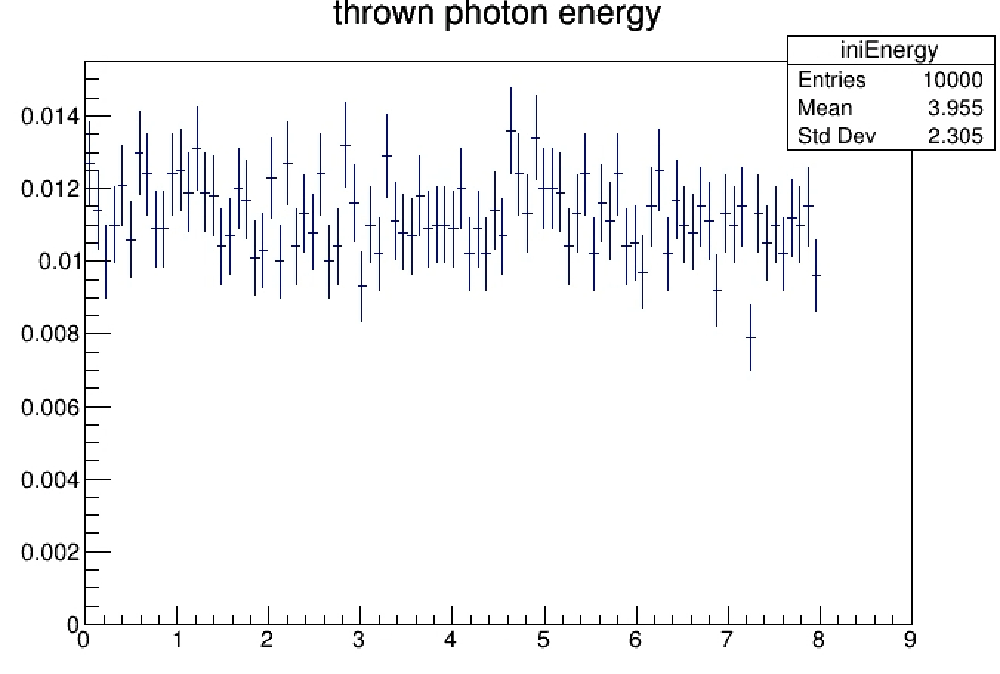 thrown photon energy
iniEnergy
Entries 10000
Mean 3.955
Std Dev 2.305
0.014
0.012
0.01
0.008
0.006
0.004
0.002
0
0 1 2 3 4 5 6 7 8 9